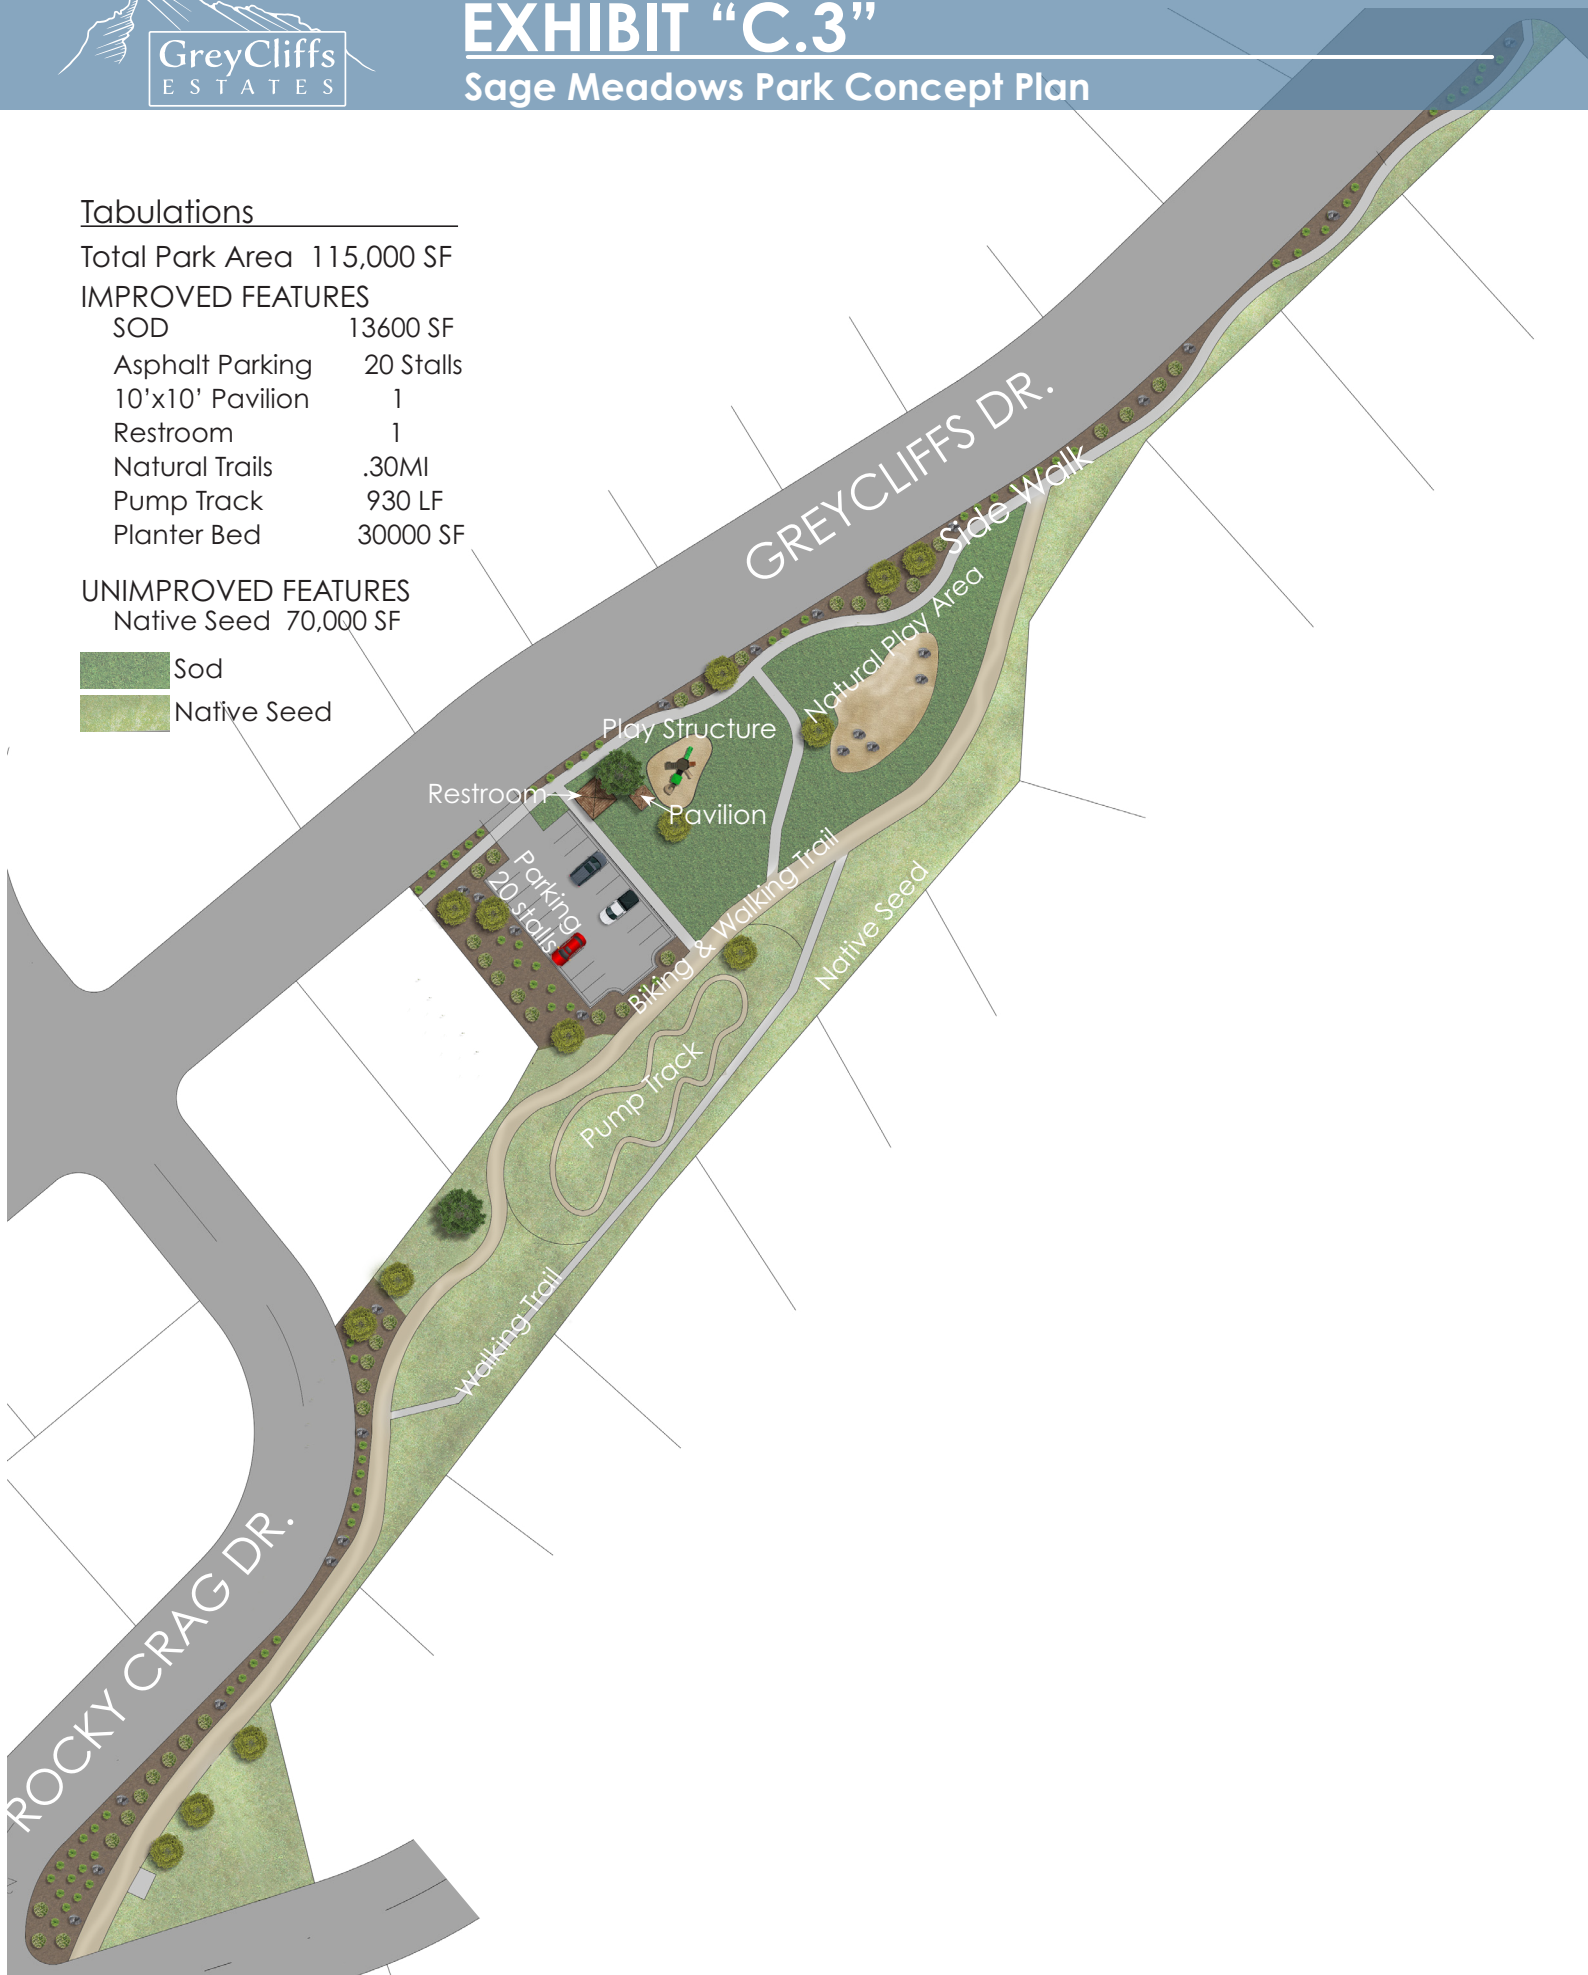 GreyCliffs
ESTATES
EXHIBIT “C.3”
Sage Meadows Park Concept Plan
Tabulations
Total Park Area 115,000 SF
IMPROVED FEATURES
SOD 13600 SF
Asphalt Parking 20 Stalls
10’x10’ Pavilion 1
Restroom 1
Natural Trails .30MI
Pump Track 930 LF
Planter Bed 30000 SF
UNIMPROVED FEATURES
Native Seed 70,000 SF
Sod
Native Seed
GREYCLIFFS DR.
Side Walk
Natural Play Area
Play Structure
Restroom
Pavilion
Parking
20 stalls
Biking & Walking Trail
Native Seed
Pump Track
Walking Trail
ROCKY CRAG DR.